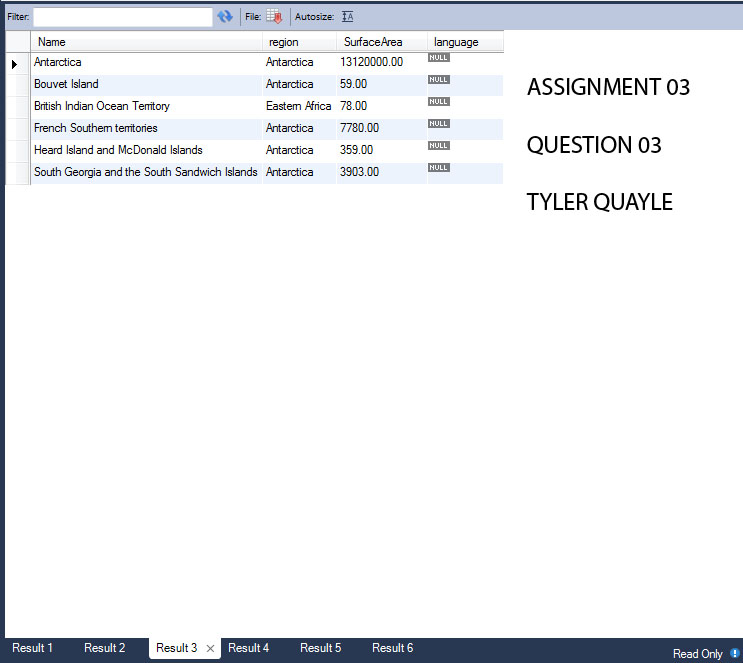 Filter: File: Autosize:
Name region SurfaceArea language
Antarctica Antarctica 13120000.00 NULL
Bouvet Island Antarctica 59.00 NULL
British Indian Ocean Territory Eastern Africa 78.00 NULL
French Southern territories Antarctica 7780.00 NULL
Heard Island and McDonald Islands Antarctica 359.00 NULL
South Georgia and the South Sandwich Islands Antarctica 3903.00 NULL
ASSIGNMENT 03
QUESTION 03
TYLER QUAYLE
Result 1 Result 2 Result 3 Result 4 Result 5 Result 6
Read Only